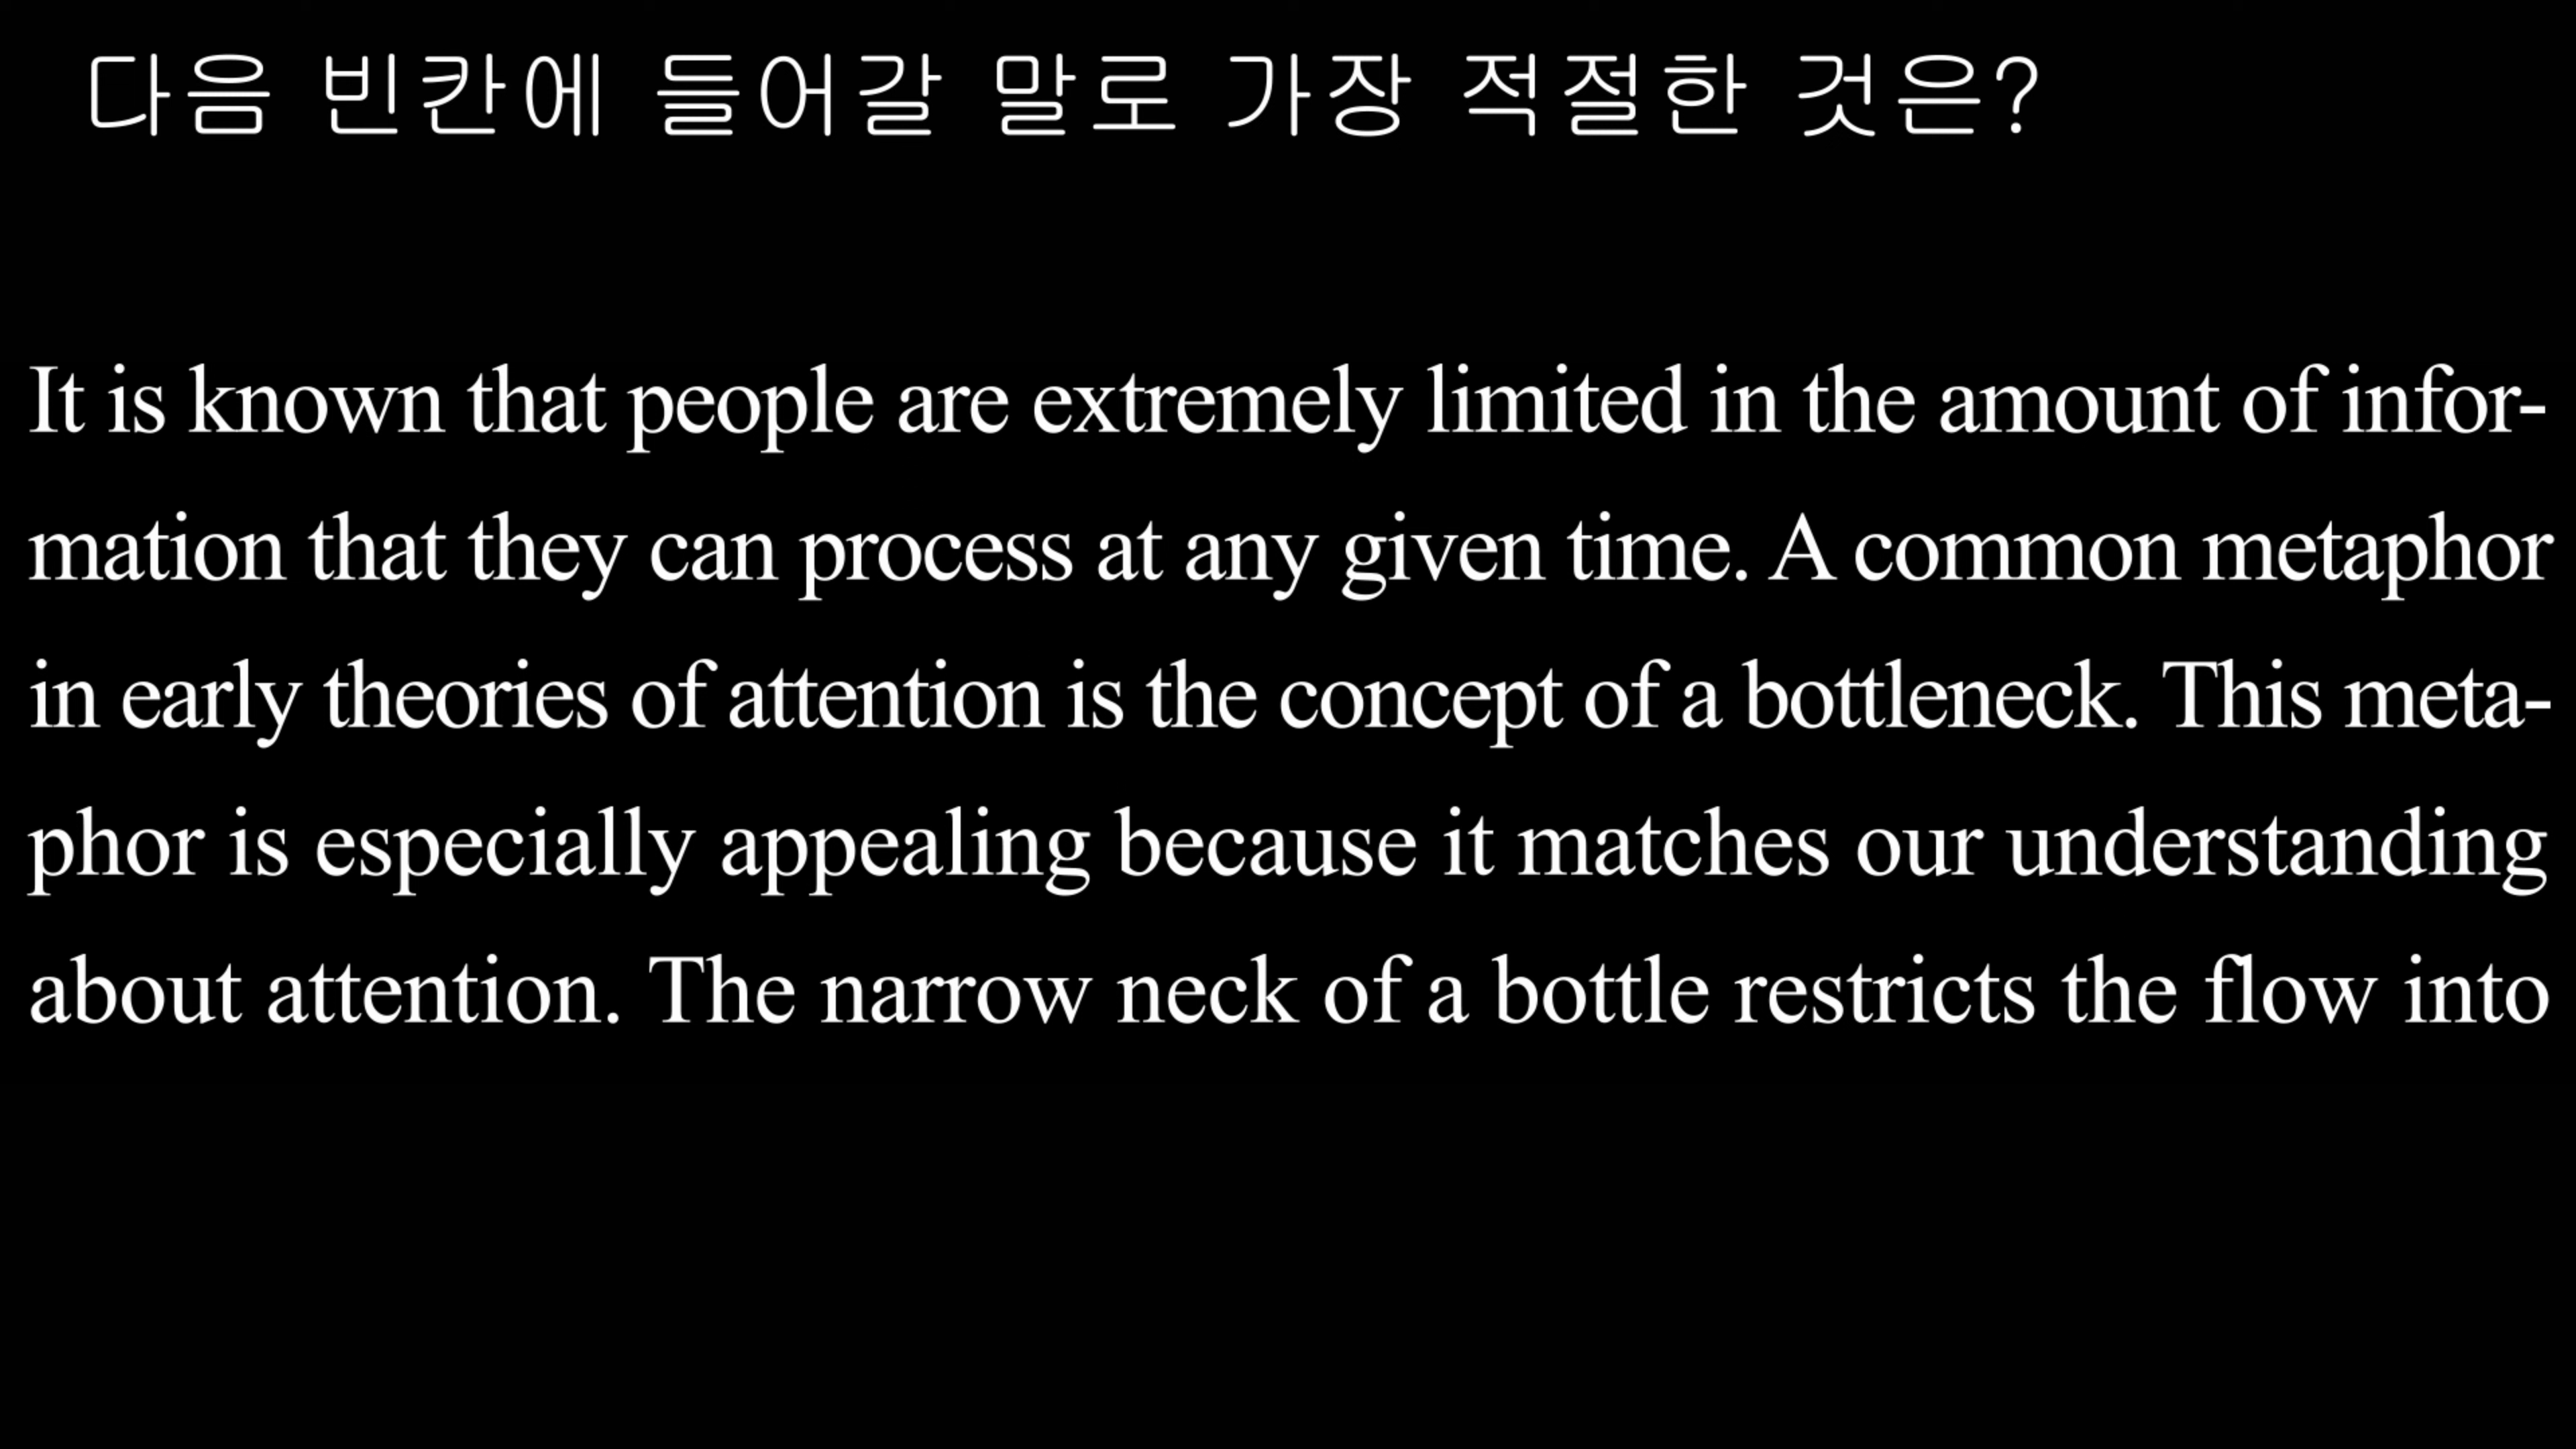 다음 빈칸에 들어갈 말로 가장 적절한 것은?
It is known that people are extremely limited in the amount of infor-
mation that they can process at any given time. A common metaphor
in early theories of attention is the concept of a bottleneck. This meta-
phor is especially appealing because it matches our understanding
about attention. The narrow neck of a bottle restricts the flow into